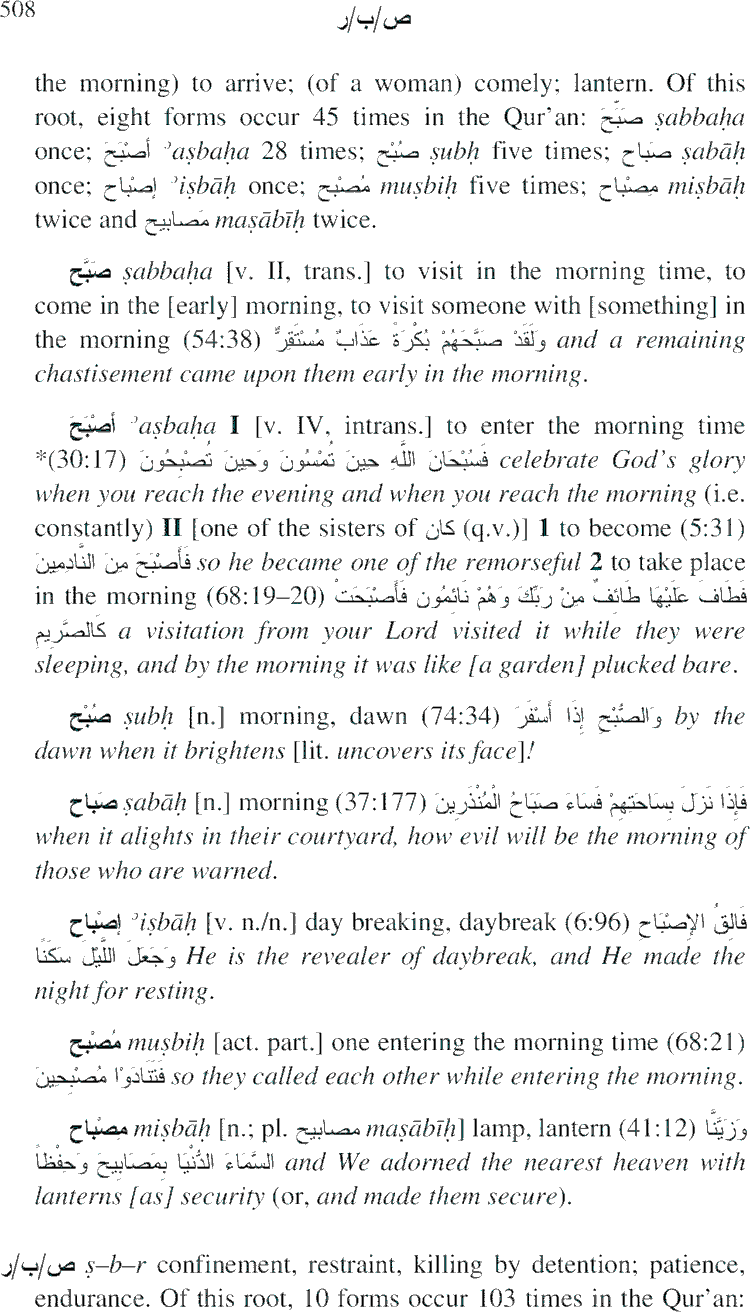 508
ص/ب/ر
the morning) to arrive; (of a woman) comely; lantern. Of this
root, eight forms occur 45 times in the Qur’an: صَبَّحَ ṣabbaḥa
once; أَصْبَحَ ʾaṣbaḥa 28 times; صُبْح ṣubḥ five times; صَباح ṣabāḥ
once; إصْباح ʾiṣbāḥ once; مُصْبح muṣbiḥ five times; مِصْباح miṣbāḥ
twice and مَصابيح maṣābīḥ twice.
صَبَّح ṣabbaḥa [v. II, trans.] to visit in the morning time, to
come in the [early] morning, to visit someone with [something] in
the morning (54:38) وَلَقَدْ صَبَّحَهُمْ بُكْرَةً عَذَابٌ مُسْتَقِرٌّ and a remaining
chastisement came upon them early in the morning.
أَصْبَحَ ʾaṣbaḥa I [v. IV, intrans.] to enter the morning time
*(30:17) فَسُبْحَانَ اللَّهِ حِينَ تُمْسُونَ وَحِينَ تُصْبِحُونَ celebrate God’s glory
when you reach the evening and when you reach the morning (i.e.
constantly) II [one of the sisters of كان (q.v.)] 1 to become (5:31)
فَأَصْبَحَ مِنَ النَّادِمِينَ so he became one of the remorseful 2 to take place
in the morning (68:19–20) فَطَافَ عَلَيْهَا طَائِفٌ مِنْ رَبِّكَ وَهُمْ نَائِمُون فَأَصْبَحَتْ
كَالصَّرِيمِ a visitation from your Lord visited it while they were
sleeping, and by the morning it was like [a garden] plucked bare.
صُبْح ṣubḥ [n.] morning, dawn (74:34) وَالصُّبْحِ إِذَا أَسْفَرَ by the
dawn when it brightens [lit. uncovers its face]!
صَباح ṣabāḥ [n.] morning (37:177) فَإِذَا نَزَلَ بِسَاحَتِهِمْ فَسَاءَ صَبَاحُ الْمُنْذَرِينَ
when it alights in their courtyard, how evil will be the morning of
those who are warned.
إصْباح ʾiṣbāḥ [v. n./n.] day breaking, daybreak (6:96) فَالِقُ الإِصْبَاحِ
وَجَعَلَ اللَّيْلَ سَكَنًا He is the revealer of daybreak, and He made the
night for resting.
مُصْبح muṣbiḥ [act. part.] one entering the morning time (68:21)
فَتَنَادَوْا مُصْبِحِينَ so they called each other while entering the morning.
مِصْباح miṣbāḥ [n.; pl. مصابيح maṣābīḥ] lamp, lantern (41:12) وَزَيَّنَّا
السَّمَاءَ الدُّنْيَا بِمَصَابِيحَ وَحِفْظاً and We adorned the nearest heaven with
lanterns [as] security (or, and made them secure).
ص/ب/ر ṣ–b–r confinement, restraint, killing by detention; patience,
endurance. Of this root, 10 forms occur 103 times in the Qur’an: